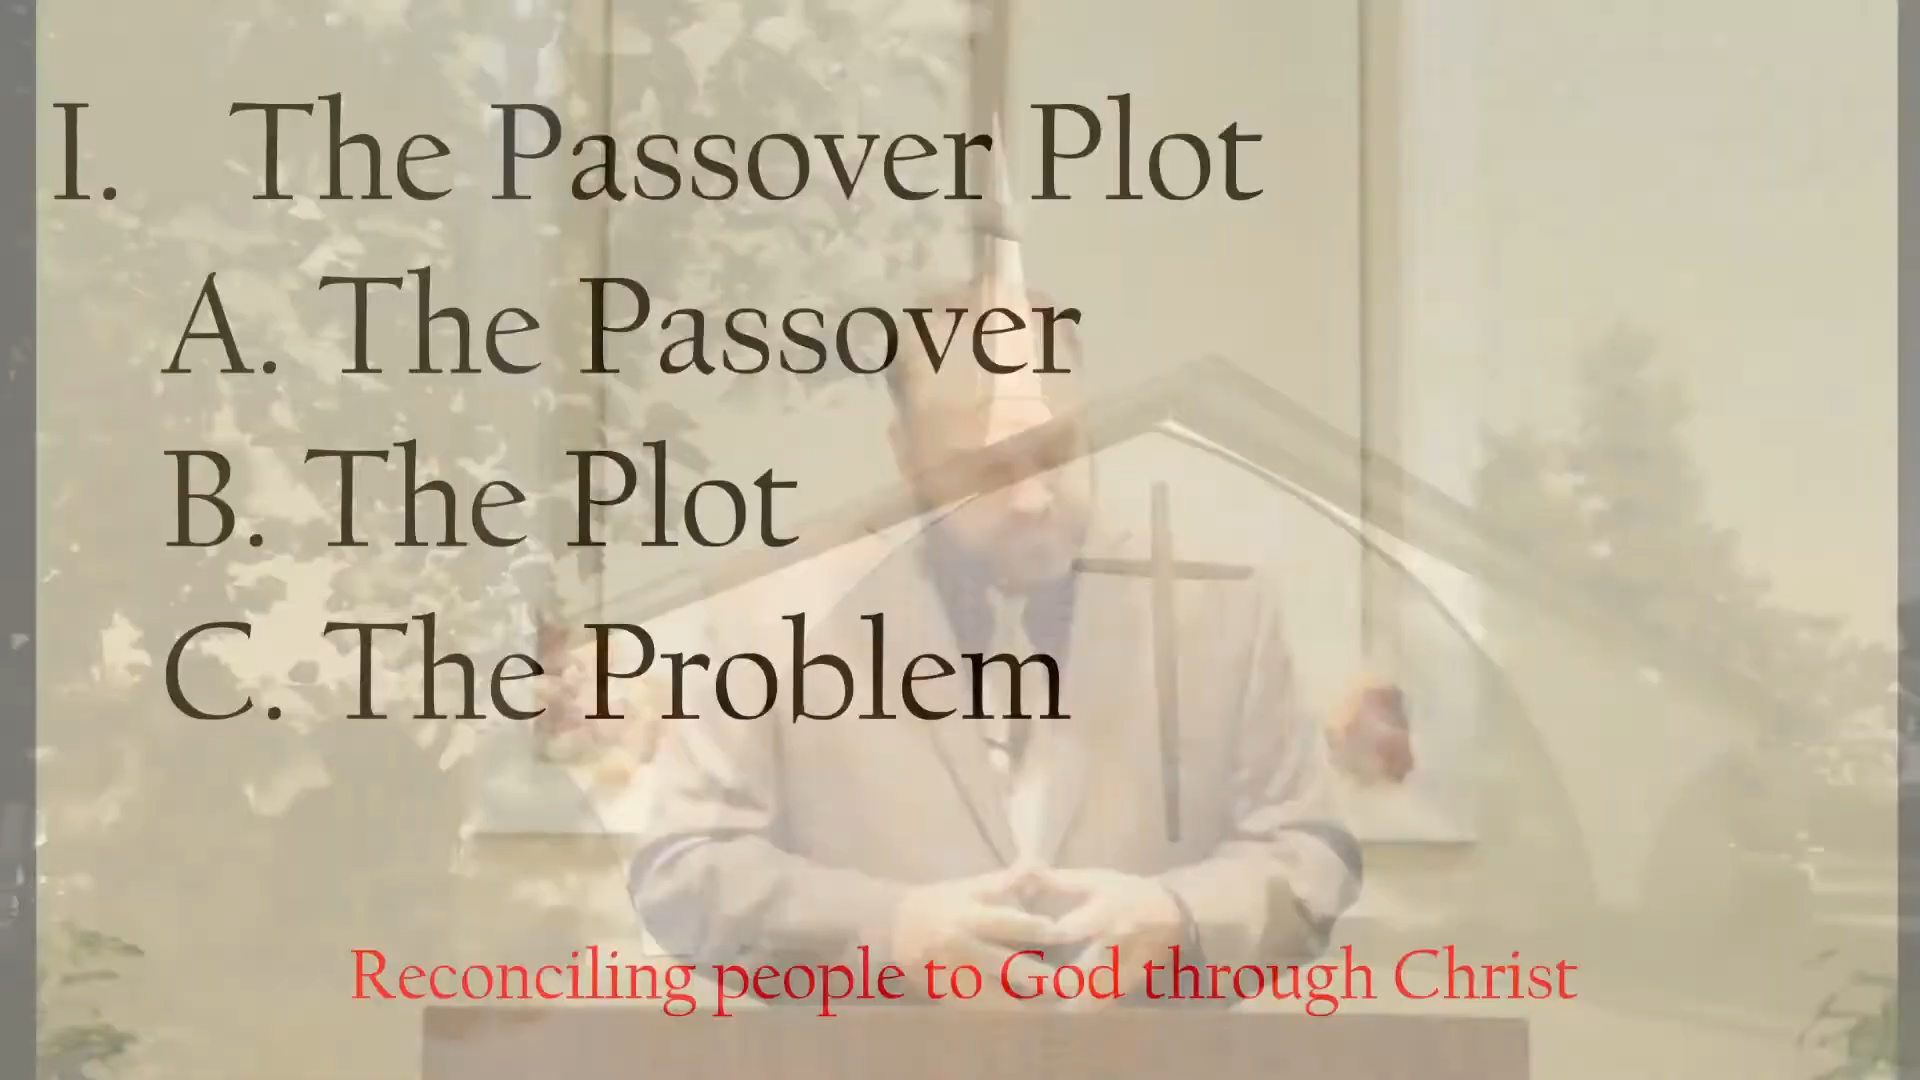 I. The Passover Plot
A. The Passover
B. The Plot
C. The Problem
Reconciling people to God through Christ